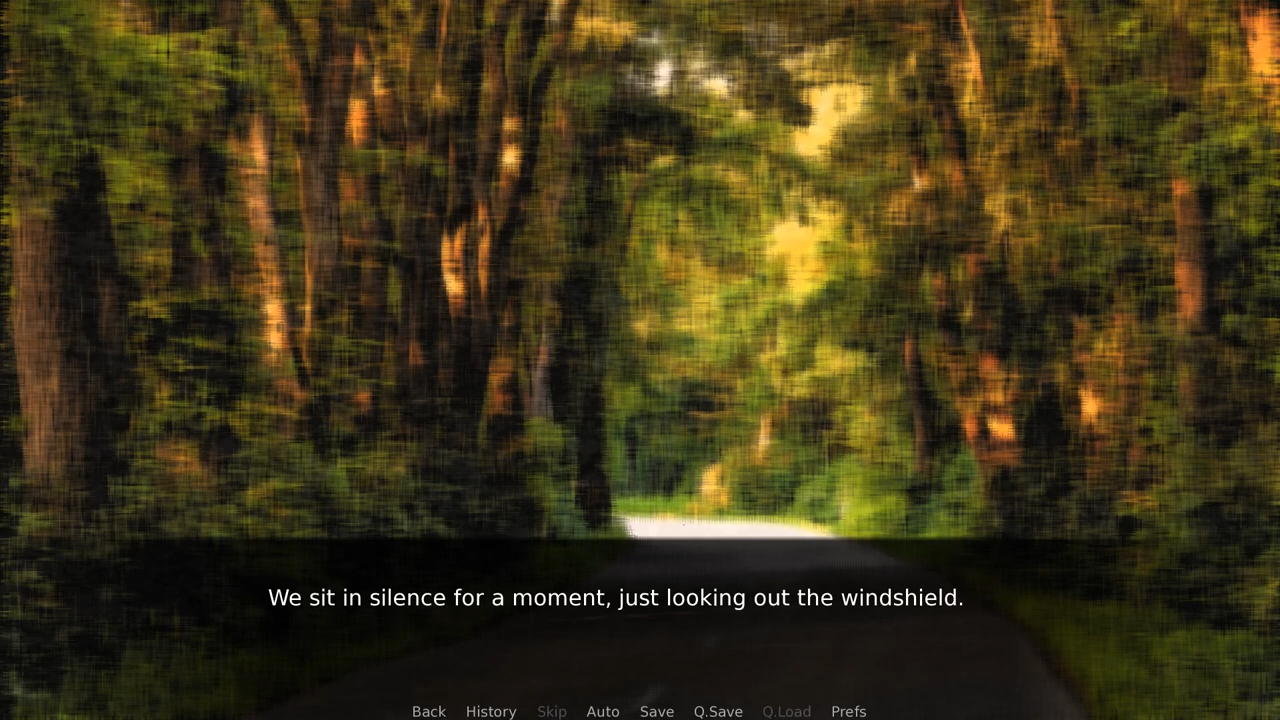 We sit in silence for a moment, just looking out the windshield.
Back History Skip Auto Save Q.Save Q.Load Prefs